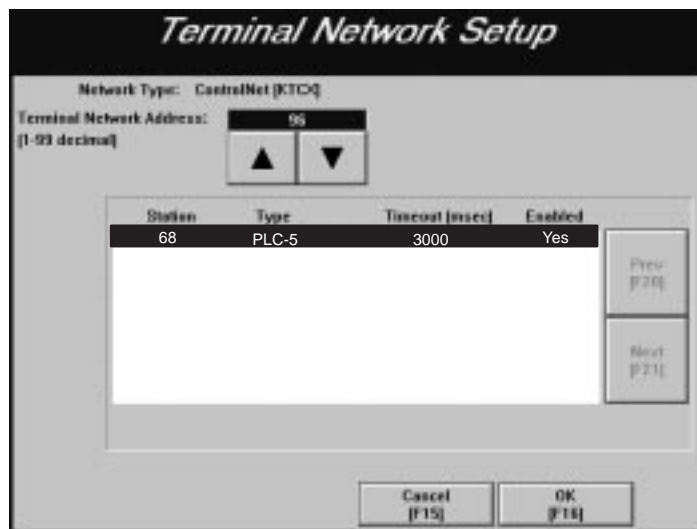 Terminal Network Setup
Network Type: ControlNet [KTCX]
Terminal Network Address: 96
[1-99 decimal]
▲ ▼
Station Type Timeout [msec] Enabled
68 PLC-5 3000 Yes
Prev
[F20]
Next
[F21]
Cancel
[F15]
OK
[F16]